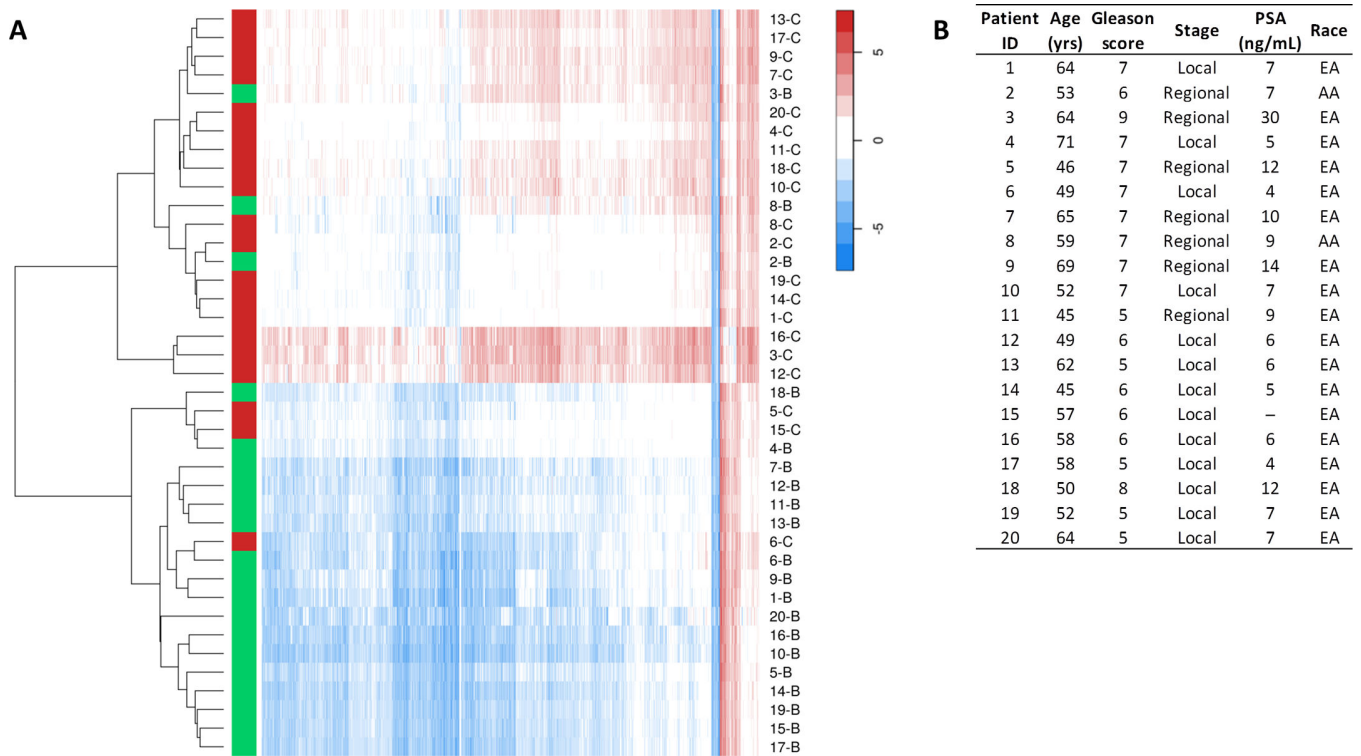 A
13-C
17-C
9-C
7-C
3-B
20-C
4-C
11-C
18-C
10-C
8-B
8-C
2-C
2-B
19-C
14-C
1-C
16-C
3-C
12-C
18-B
5-C
15-C
4-B
7-B
12-B
11-B
13-B
6-C
6-B
9-B
1-B
20-B
16-B
10-B
5-B
14-B
19-B
15-B
17-B
5
0
-5
B
Patient ID Age (yrs) Gleason score Stage PSA (ng/mL) Race
1 64 7 Local 7 EA
2 53 6 Regional 7 AA
3 64 9 Regional 30 EA
4 71 7 Local 5 EA
5 46 7 Regional 12 EA
6 49 7 Local 4 EA
7 65 7 Regional 10 EA
8 59 7 Regional 9 AA
9 69 7 Regional 14 EA
10 52 7 Local 7 EA
11 45 5 Regional 9 EA
12 49 6 Local 6 EA
13 62 5 Local 6 EA
14 45 6 Local 5 EA
15 57 6 Local – EA
16 58 6 Local 6 EA
17 58 5 Local 4 EA
18 50 8 Local 12 EA
19 52 5 Local 7 EA
20 64 5 Local 7 EA